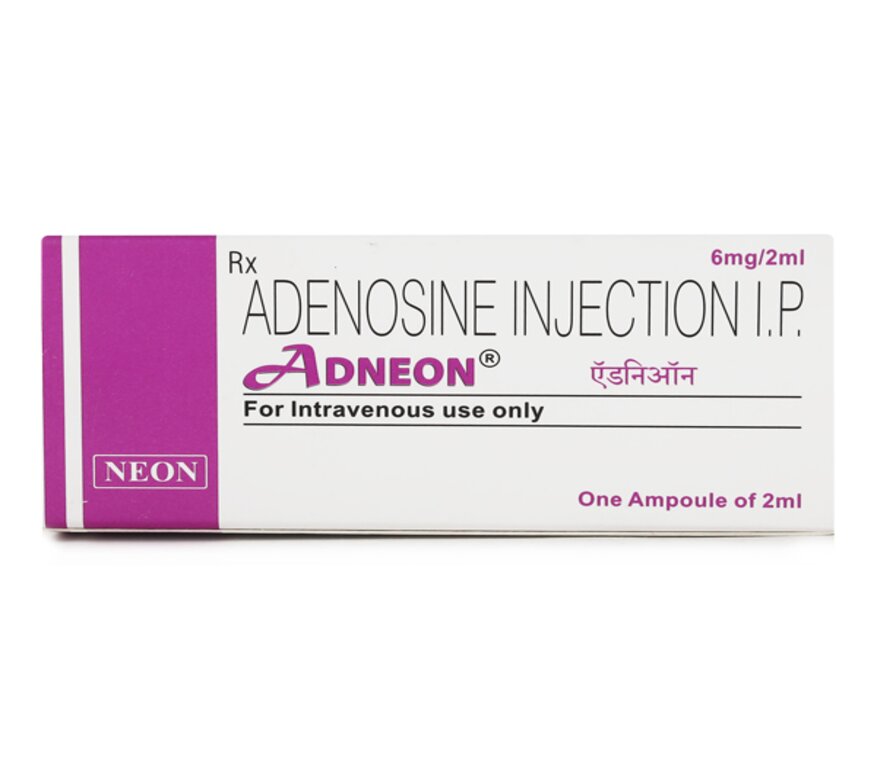 Rx
6mg/2ml
ADENOSINE INJECTION I.P.
ADNEON® ऍडनिऑन
For Intravenous use only
NEON
One Ampoule of 2ml